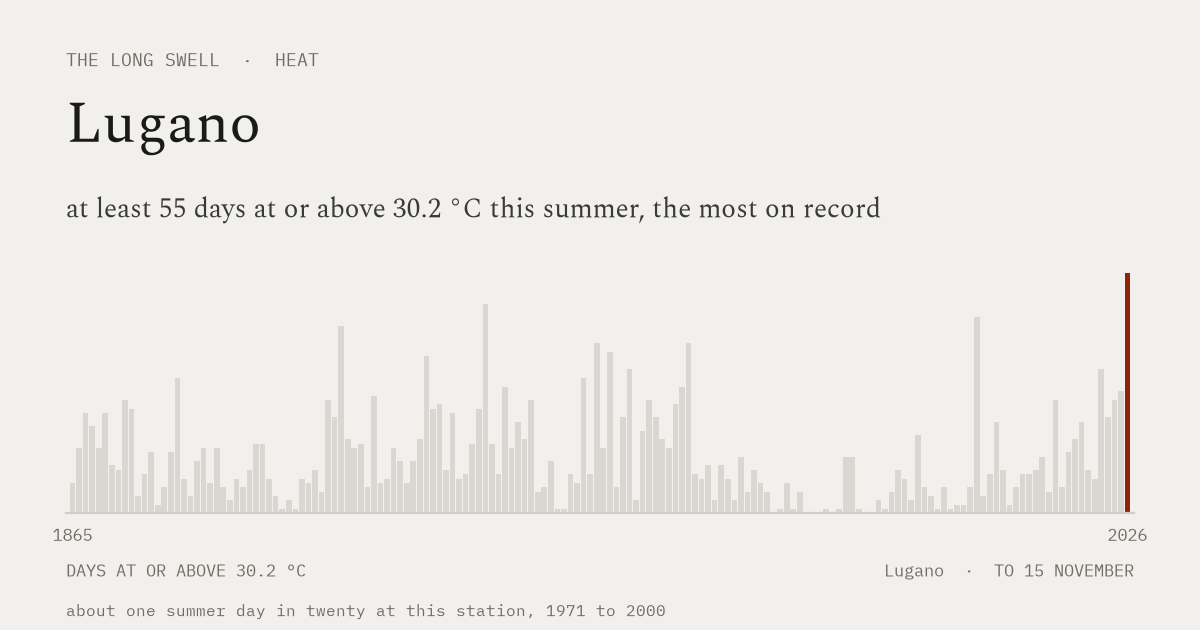 THE LONG SWELL · HEAT
Lugano
at least 55 days at or above 30.2 °C this summer, the most on record
1865
2026
DAYS AT OR ABOVE 30.2 °C
Lugano · TO 15 NOVEMBER
about one summer day in twenty at this station, 1971 to 2000